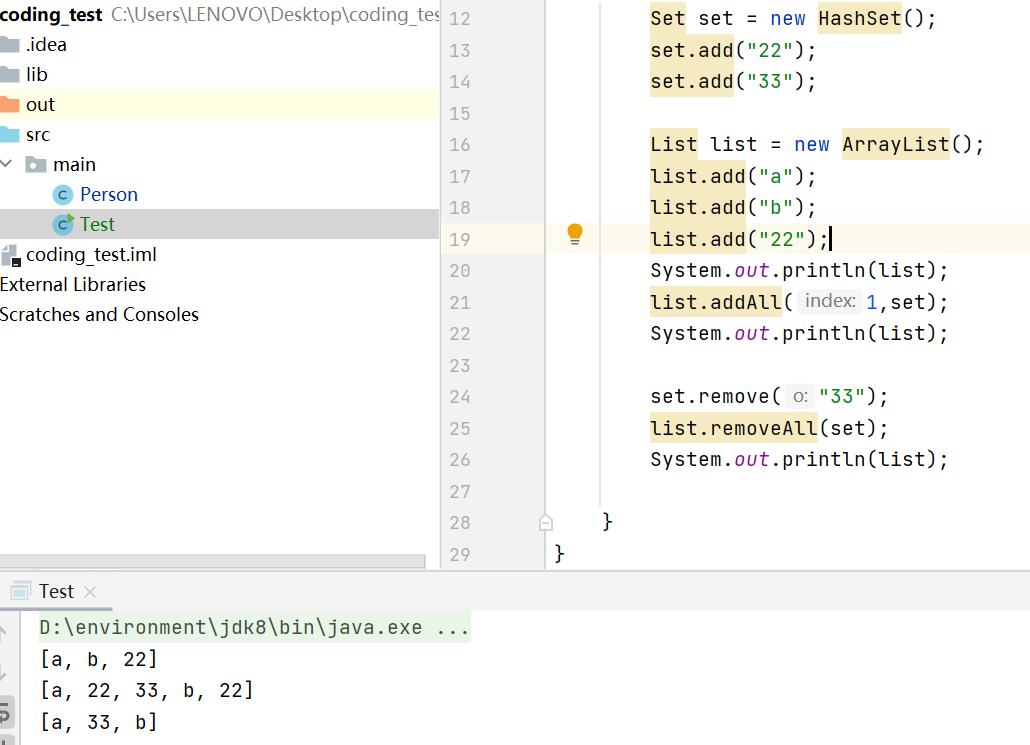 coding_test C:\Users\LENOVO\Desktop\coding_tes
.idea
lib
out
src
main
Person
Test
coding_test.iml
External Libraries
Scratches and Consoles
12 Set set = new HashSet();
13 set.add("22");
14 set.add("33");
15
16 List list = new ArrayList();
17 list.add("a");
18 list.add("b");
19 list.add("22");
20 System.out.println(list);
21 list.addAll( index: 1,set);
22 System.out.println(list);
23
24 set.remove( o: "33");
25 list.removeAll(set);
26 System.out.println(list);
27
28 }
29 }
Test
D:\environment\jdk8\bin\java.exe ...
[a, b, 22]
[a, 22, 33, b, 22]
[a, 33, b]